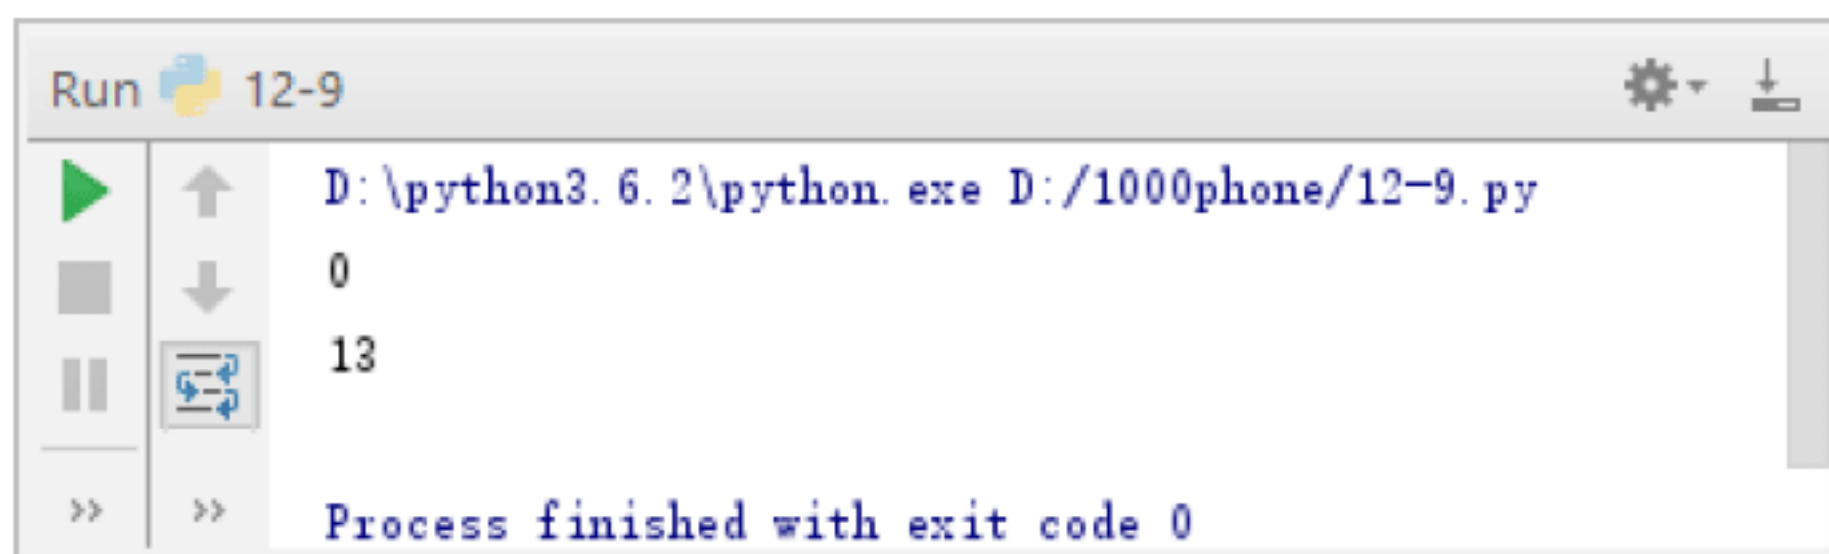 Run 12-9
D:\python3.6.2\python.exe D:/1000phone/12-9.py
0
13
Process finished with exit code 0